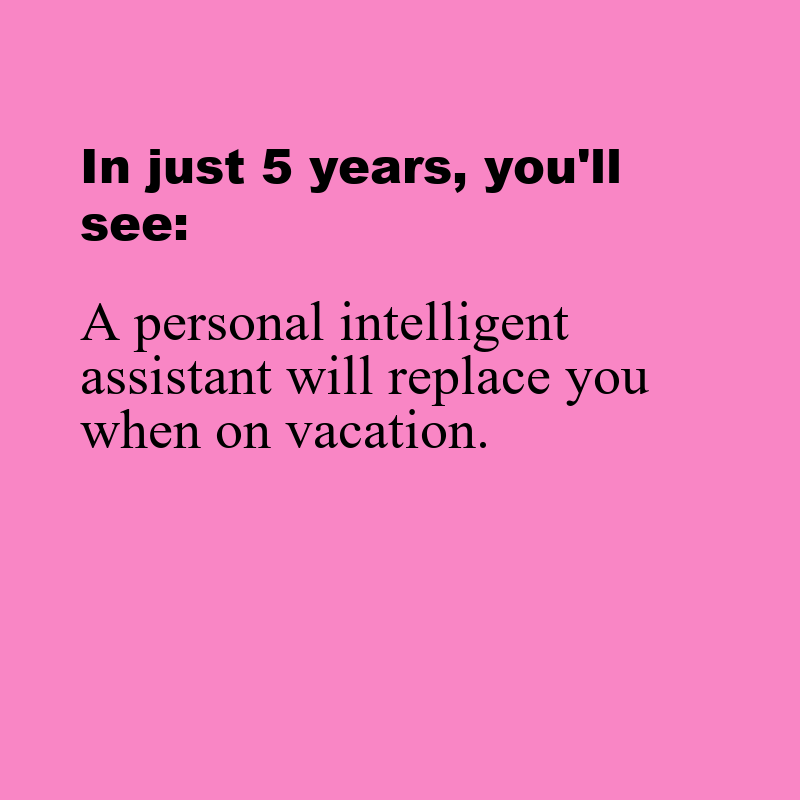 In just 5 years, you'll
see:
A personal intelligent
assistant will replace you
when on vacation.